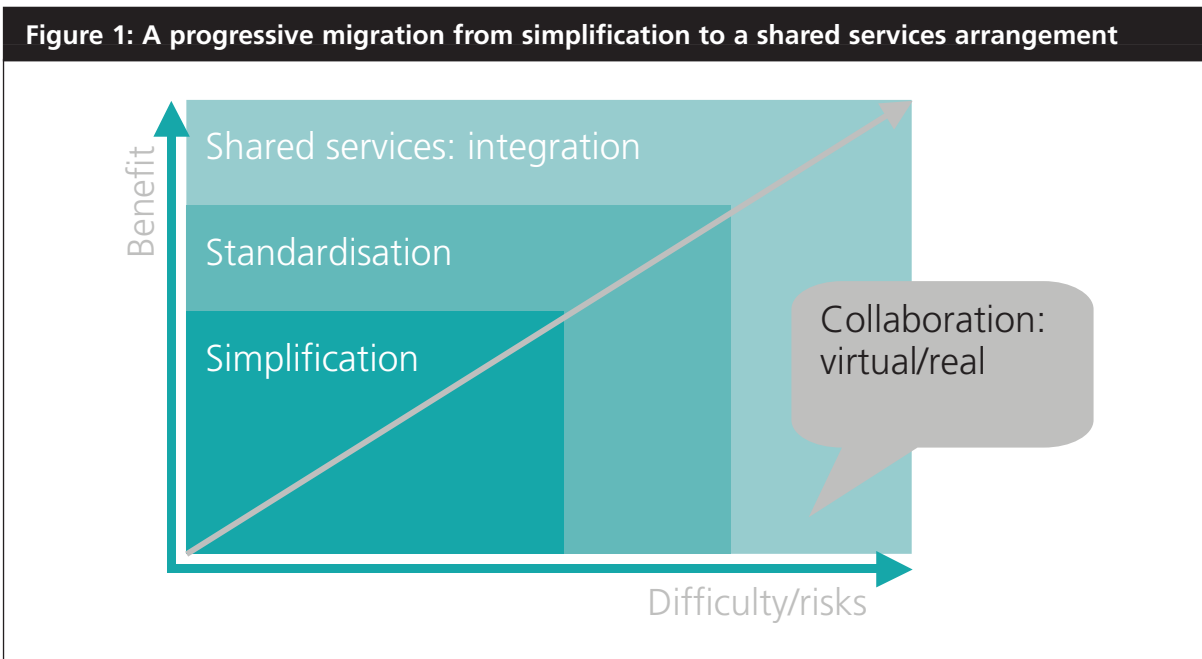 Figure 1: A progressive migration from simplification to a shared services arrangement
Benefit
Shared services: integration
Standardisation
Simplification
Collaboration:
virtual/real
Difficulty/risks